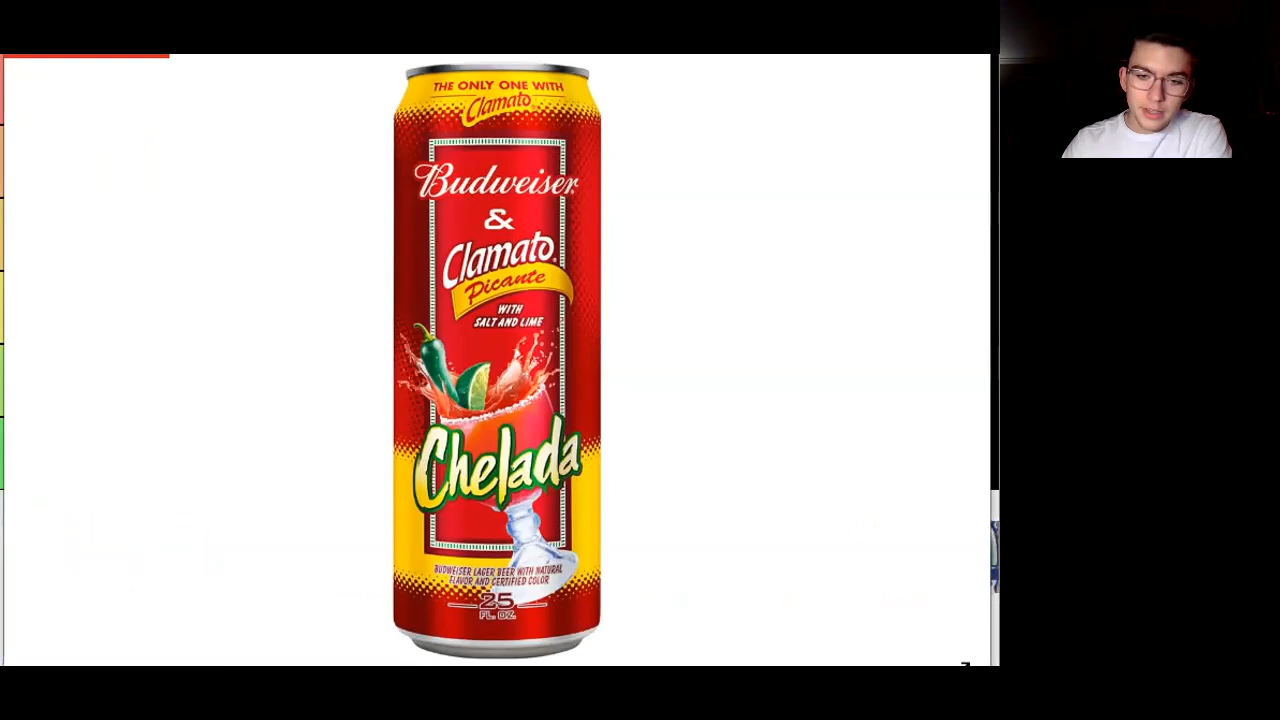 THE ONLY ONE WITH
Clamato
Budweiser
&
Clamato
Picante
WITH
SALT AND LIME
Chelada
BUDWEISER LAGER BEER WITH NATURAL
FLAVOR AND CERTIFIED COLOR
25
FL. OZ.